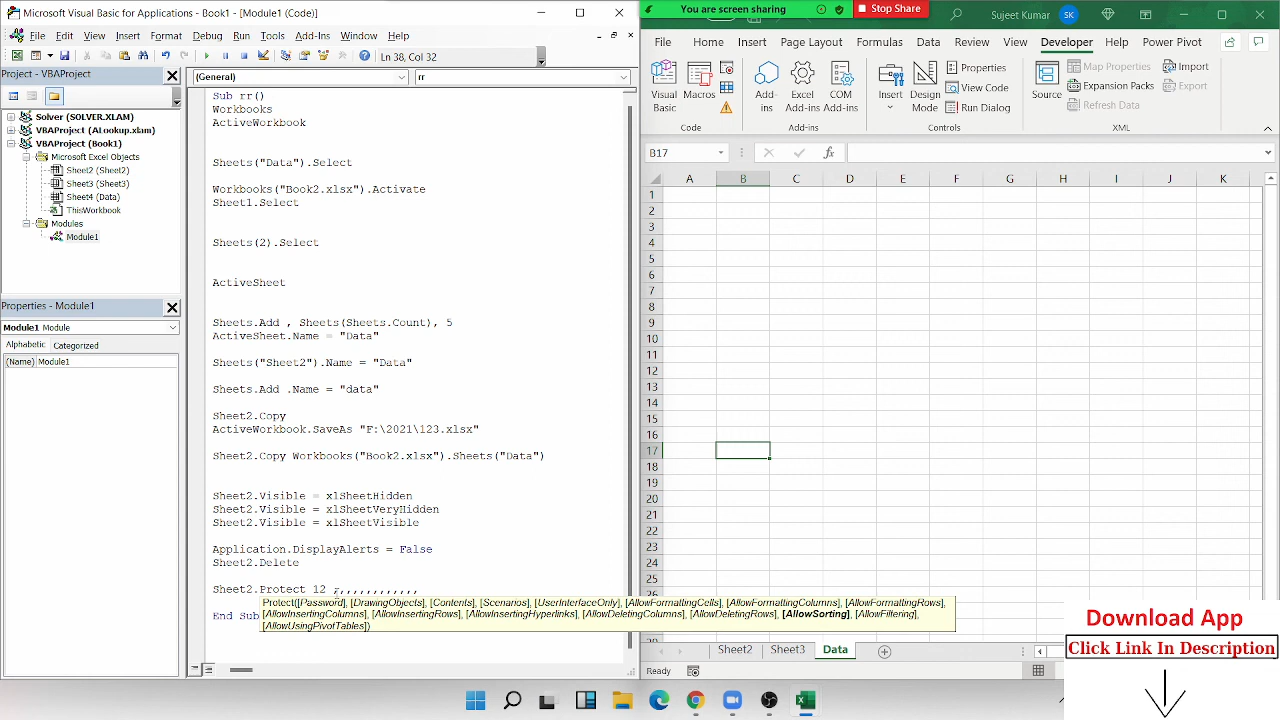 Microsoft Visual Basic for Applications - Book1 - [Module1 (Code)]
You are screen sharing
Stop Share
Sujeet Kumar
SK
File Edit View Insert Format Debug Run Tools Add-Ins Window Help
File Home Insert Page Layout Formulas Data Review View Developer Help Power Pivot
Ln 38, Col 32
Project - VBAProject
(General)
rr
Solver (SOLVER.XLAM)
VBAProject (ALookup.xlam)
VBAProject (Book1)
Microsoft Excel Objects
Sheet2 (Sheet2)
Sheet3 (Sheet3)
Sheet4 (Data)
ThisWorkbook
Modules
Module1
Properties - Module1
Module1 Module
Alphabetic Categorized
(Name) Module1
Sub rr()
Workbooks
ActiveWorkbook
Sheets("Data").Select
Workbooks("Book2.xlsx").Activate
Sheet1.Select
Sheets(2).Select
ActiveSheet
Sheets.Add , Sheets(Sheets.Count), 5
ActiveSheet.Name = "Data"
Sheets("Sheet2").Name = "Data"
Sheets.Add .Name = "data"
Sheet2.Copy
ActiveWorkbook.SaveAs "F:\2021\123.xlsx"
Sheet2.Copy Workbooks("Book2.xlsx").Sheets("Data")
Sheet2.Visible = xlSheetHidden
Sheet2.Visible = xlSheetVeryHidden
Sheet2.Visible = xlSheetVisible
Application.DisplayAlerts = False
Sheet2.Delete
Sheet2.Protect 12 ,,,,,,,,,,,,,
Protect([Password], [DrawingObjects], [Contents], [Scenarios], [UserInterfaceOnly], [AllowFormattingCells], [AllowFormattingColumns], [AllowFormattingRows],
[AllowInsertingColumns], [AllowInsertingRows], [AllowInsertingHyperlinks], [AllowDeletingColumns], [AllowDeletingRows], [AllowSorting], [AllowFiltering],
[AllowUsingPivotTables])
End Sub
Visual Basic
Macros
Code
Add-ins
Excel Add-ins
COM Add-ins
Add-ins
Insert
Design Mode
Properties
View Code
Run Dialog
Controls
Source
Map Properties
Expansion Packs
Refresh Data
Import
Export
XML
B17
fx
A B C D E F G H I J K
1
2
3
4
5
6
7
8
9
10
11
12
13
14
15
16
17
18
19
20
21
22
23
24
25
26
Sheet2 Sheet3 Data
Ready
Download App
Click Link In Description